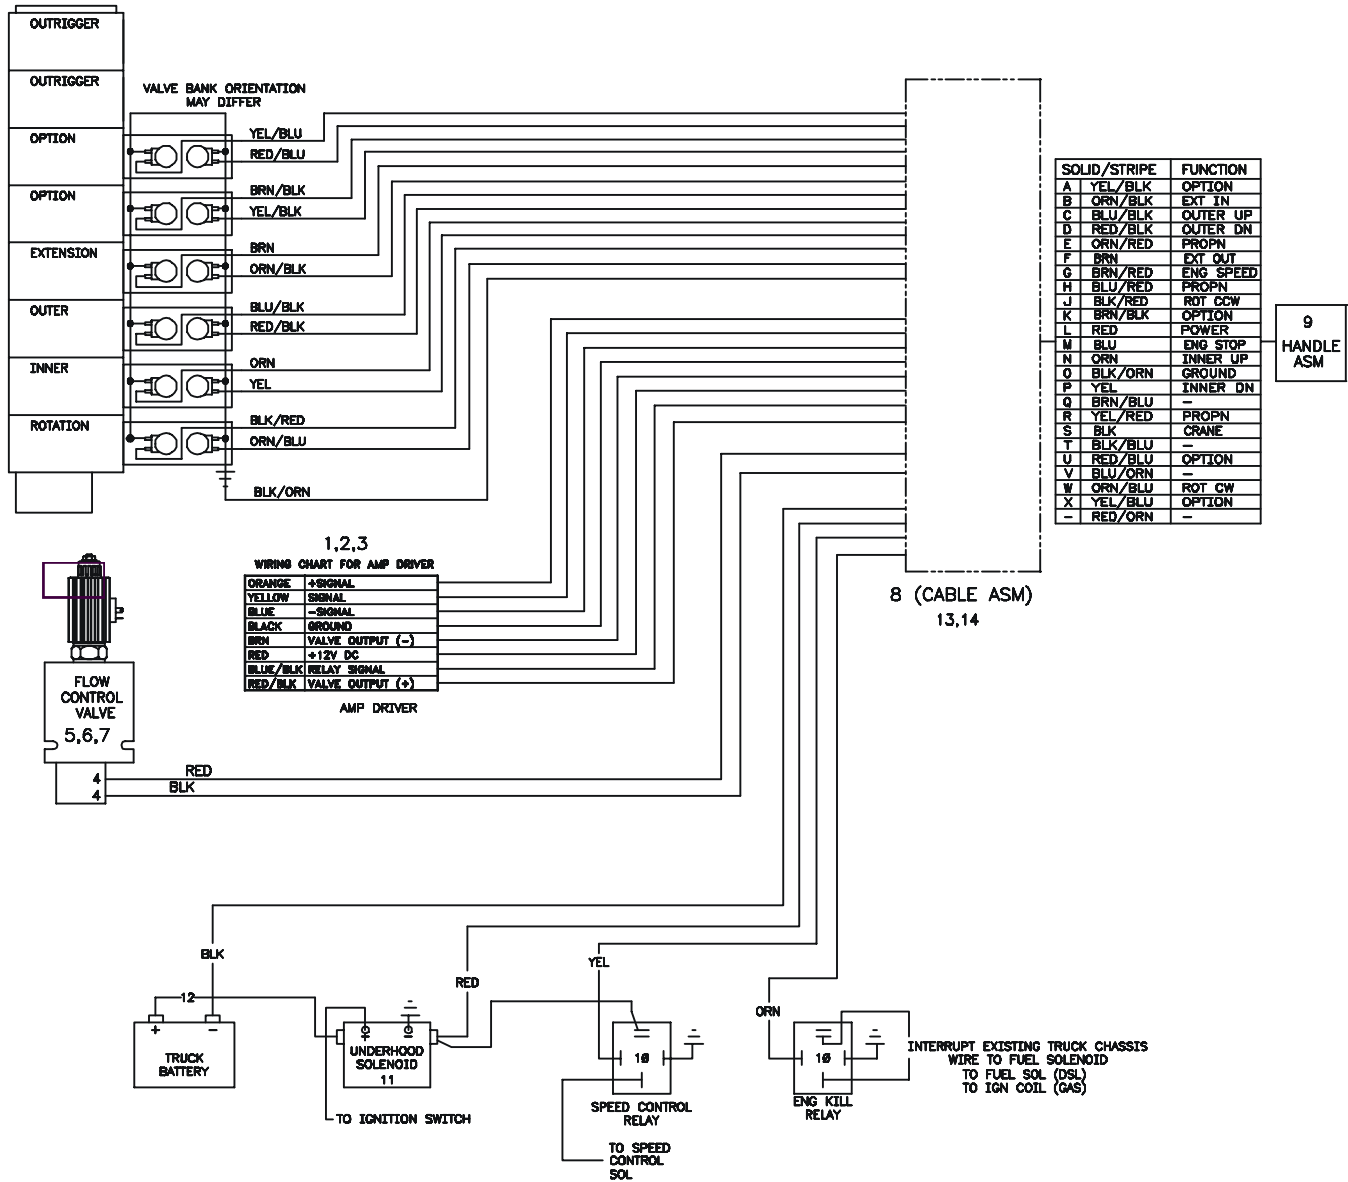 OUTRIGGER
OUTRIGGER
OPTION
OPTION
EXTENSION
OUTER
INNER
ROTATION
VALVE BANK ORIENTATION
MAY DIFFER
YEL/BLU
RED/BLU
BRN/BLK
YEL/BLK
BRN
ORN/BLK
BLU/BLK
RED/BLK
ORN
YEL
BLK/RED
ORN/BLU
BLK/ORN
SOLID/STRIPE FUNCTION
A YEL/BLK OPTION
B ORN/BLK EXT IN
C BLU/BLK OUTER UP
D RED/BLK OUTER DN
E ORN/RED PROPN
F BRN EXT OUT
G BRN/RED ENG SPEED
H BLU/RED PROPN
J BLK/RED ROT CCW
K BRN/BLK OPTION
L RED POWER
M BLU ENG STOP
N ORN INNER UP
O BLK/ORN GROUND
P YEL INNER DN
Q BRN/BLU -
R YEL/RED PROPN
S BLK CRANE
T BLK/BLU -
U RED/BLU OPTION
V BLU/ORN -
W ORN/BLU ROT CW
X YEL/BLU OPTION
- RED/ORN -
9
HANDLE
ASM
8 (CABLE ASM)
13,14
1,2,3
WIRING CHART FOR AMP DRIVER
ORANGE +SIGNAL
YELLOW SIGNAL
BLUE -SIGNAL
BLACK GROUND
BRN VALVE OUTPUT (-)
RED +12V DC
BLUE/BLK RELAY SIGNAL
RED/BLK VALVE OUTPUT (+)
AMP DRIVER
FLOW
CONTROL
VALVE
5,6,7
4
4
RED
BLK
BLK
12
+ -
TRUCK
BATTERY
RED
+ -
UNDERHOOD
SOLENOID
11
TO IGNITION SWITCH
YEL
10
SPEED CONTROL
RELAY
TO SPEED
CONTROL
SOL
ORN
10
ENG KILL
RELAY
INTERRUPT EXISTING TRUCK CHASSIS
WIRE TO FUEL SOLENOID
TO FUEL SOL (DSL)
TO IGN COIL (GAS)